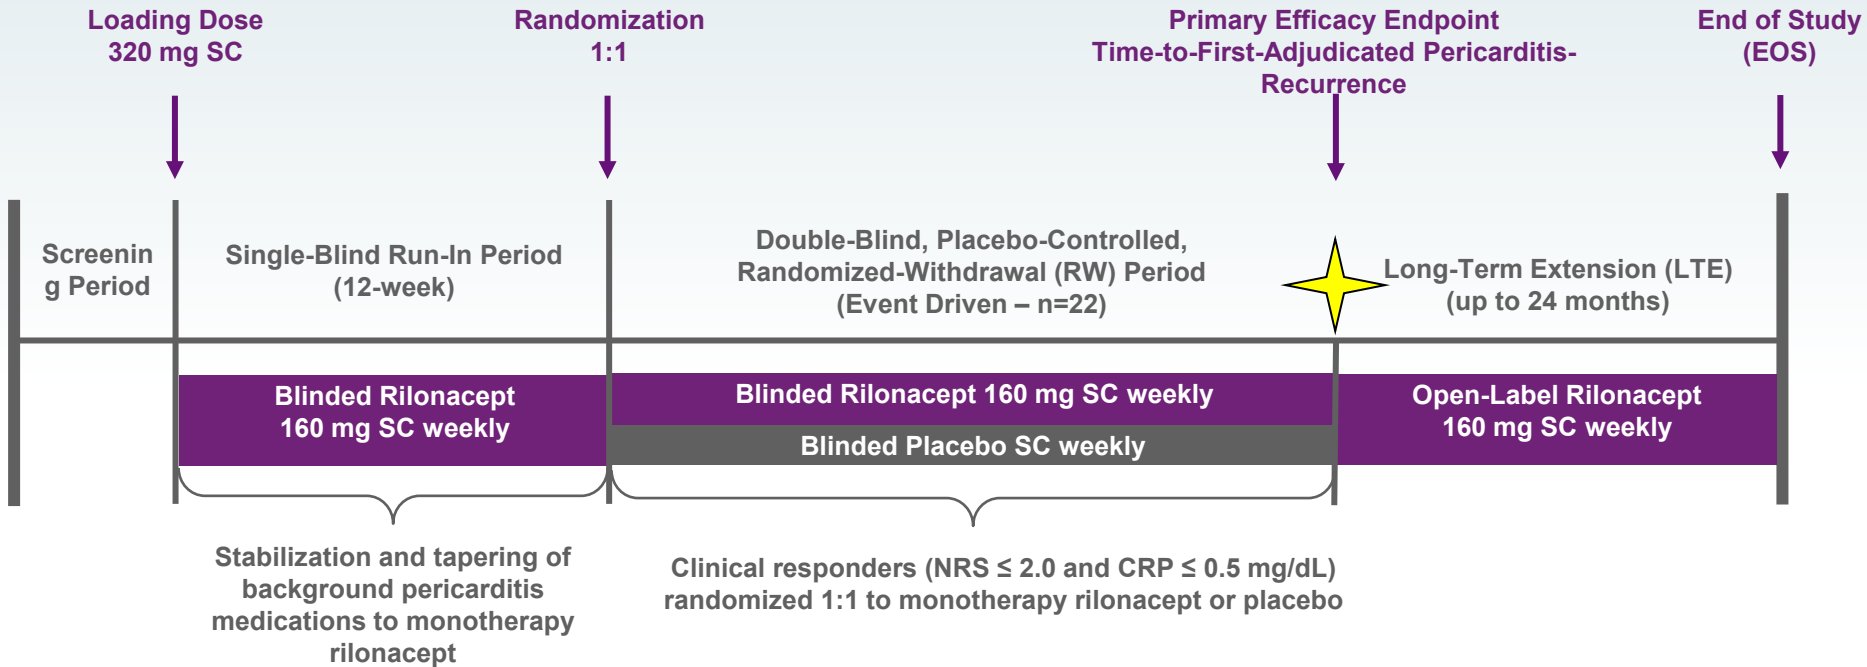 Loading Dose
320 mg SC
Randomization
1:1
Primary Efficacy Endpoint
Time-to-First-Adjudicated Pericarditis-
Recurrence
End of Study
(EOS)
Screenin
g Period
Single-Blind Run-In Period
(12-week)
Double-Blind, Placebo-Controlled,
Randomized-Withdrawal (RW) Period
(Event Driven – n=22)
Long-Term Extension (LTE)
(up to 24 months)
Blinded Rilonacept
160 mg SC weekly
Blinded Rilonacept 160 mg SC weekly
Blinded Placebo SC weekly
Open-Label Rilonacept
160 mg SC weekly
Stabilization and tapering of
background pericarditis
medications to monotherapy
rilonacept
Clinical responders (NRS ≤ 2.0 and CRP ≤ 0.5 mg/dL)
randomized 1:1 to monotherapy rilonacept or placebo